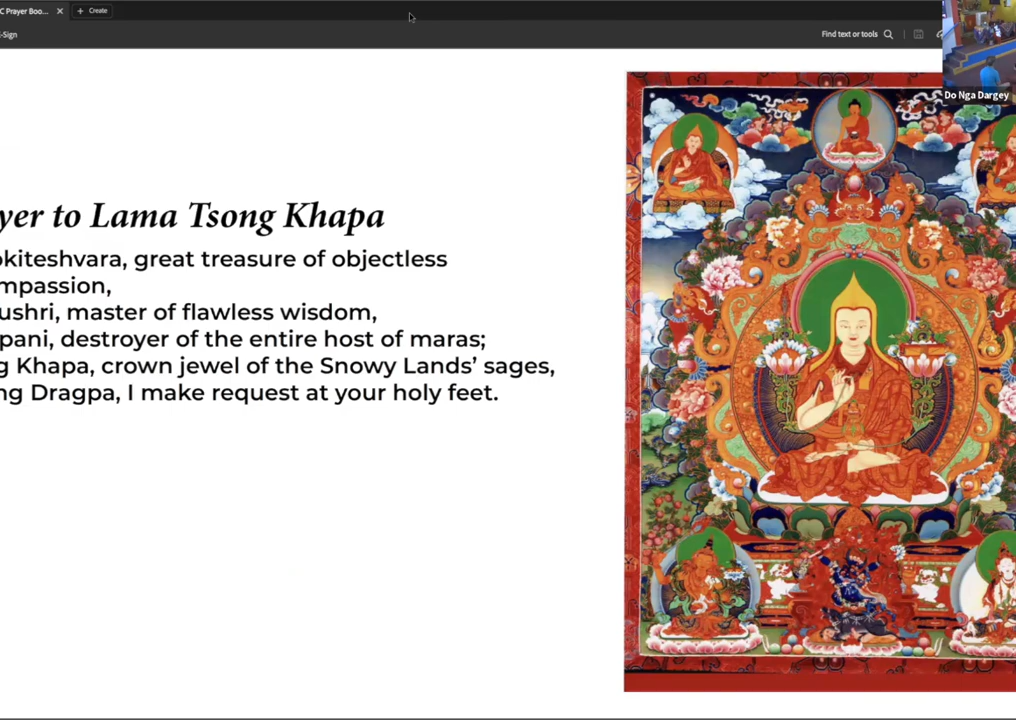 C Prayer Boo...
Create
-Sign
Find text or tools
Do Nga Dargey
yer to Lama Tsong Khapa
okiteshvara, great treasure of objectless
mpassion,
ushri, master of flawless wisdom,
pani, destroyer of the entire host of maras;
g Khapa, crown jewel of the Snowy Lands’ sages,
ng Dragpa, I make request at your holy feet.